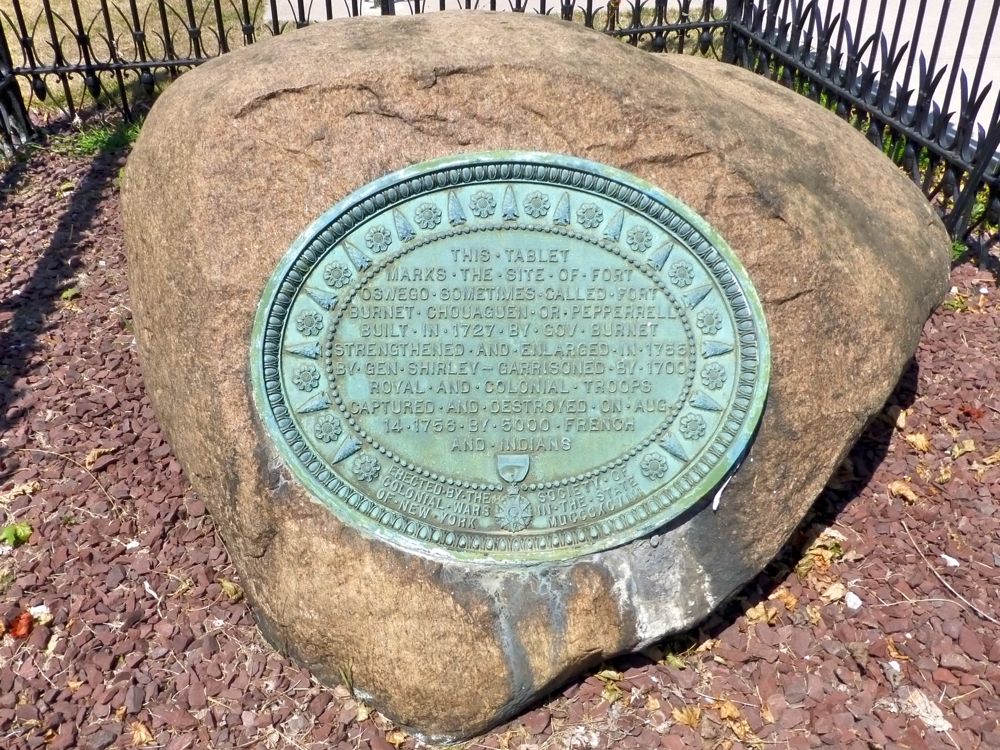 THIS · TABLET
MARKS · THE · SITE · OF · FORT
OSWEGO · SOMETIMES · CALLED · FORT
BURNET · CHOUAGUEN · OR · PEPPERRELL
BUILT · IN · 1727 · BY · GOV · BURNET
STRENGTHENED · AND · ENLARGED · IN · 1755
BY · GEN · SHIRLEY — GARRISONED · BY · 1700
ROYAL · AND · COLONIAL · TROOPS
CAPTURED · AND · DESTROYED · ON · AUG
14 · 1756 · BY · 5000 · FRENCH
AND · INDIANS
ERECTED · BY · THE SOCIETY · OF
COLONIAL · WARS IN · THE · STATE
OF · NEW · YORK